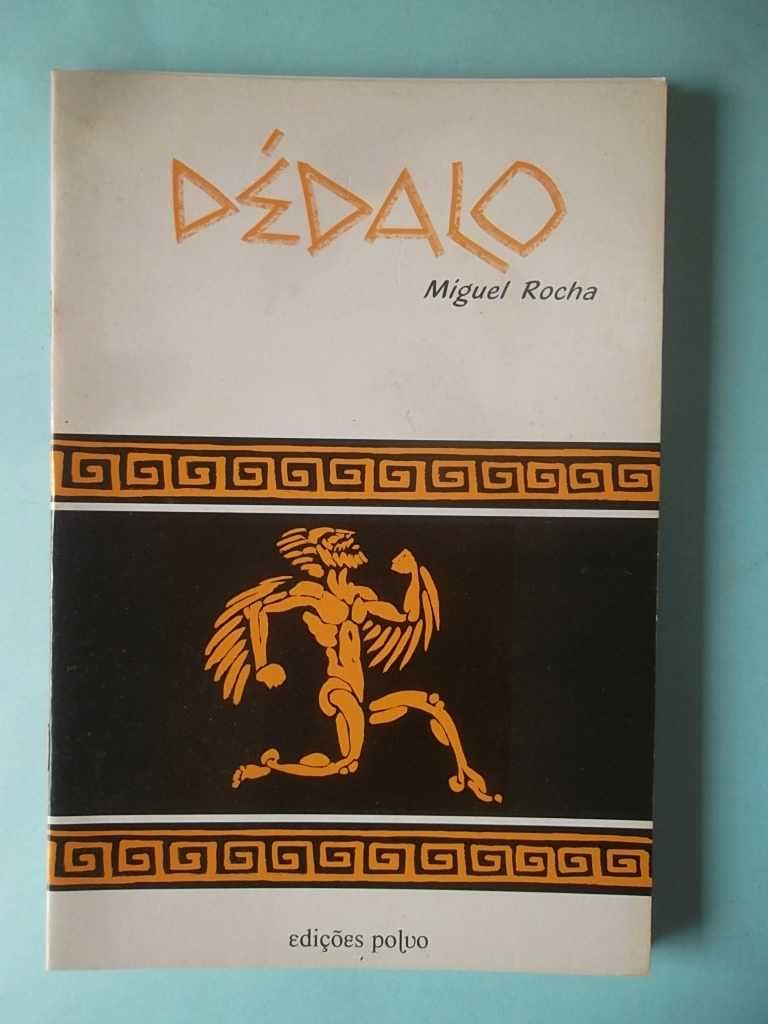 DÉDALO
Miguel Rocha
edições polvo